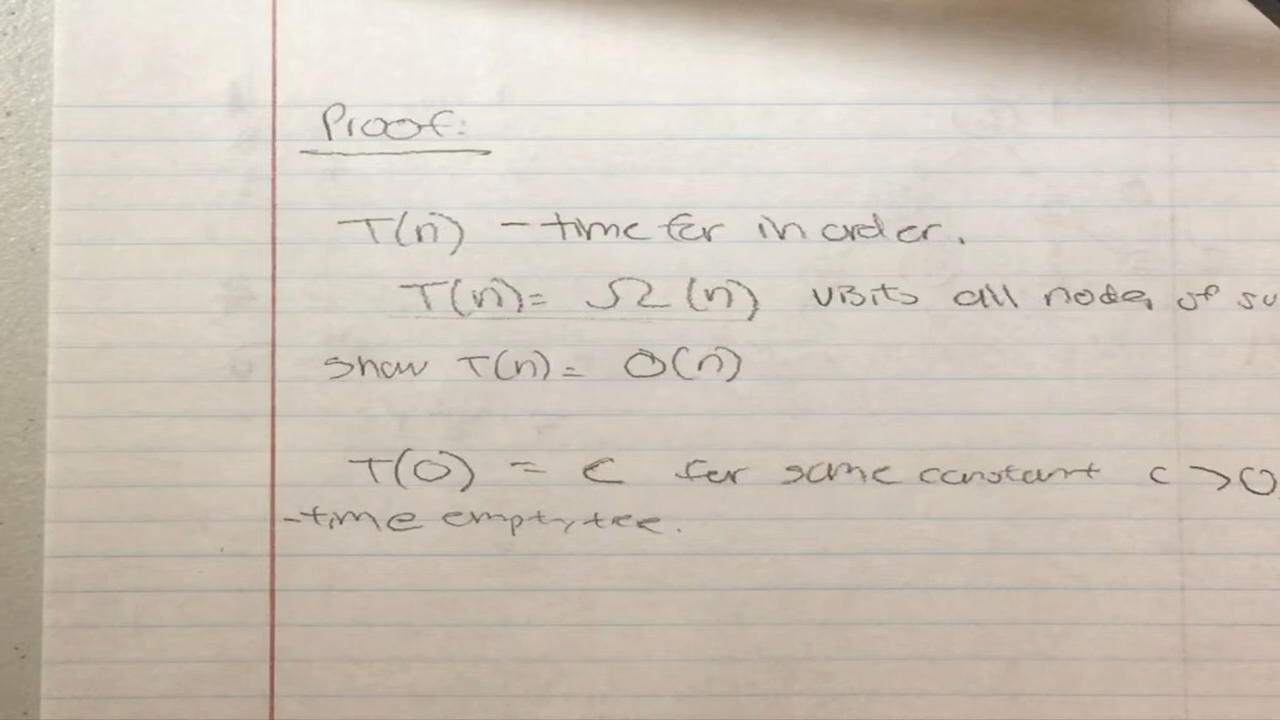 Proof:
T(n) - time for in order.
T(n) = Ω(n) visits all nodes of su
show T(n) = O(n)
T(0) = c for some constant c > 0
-time empty tree.